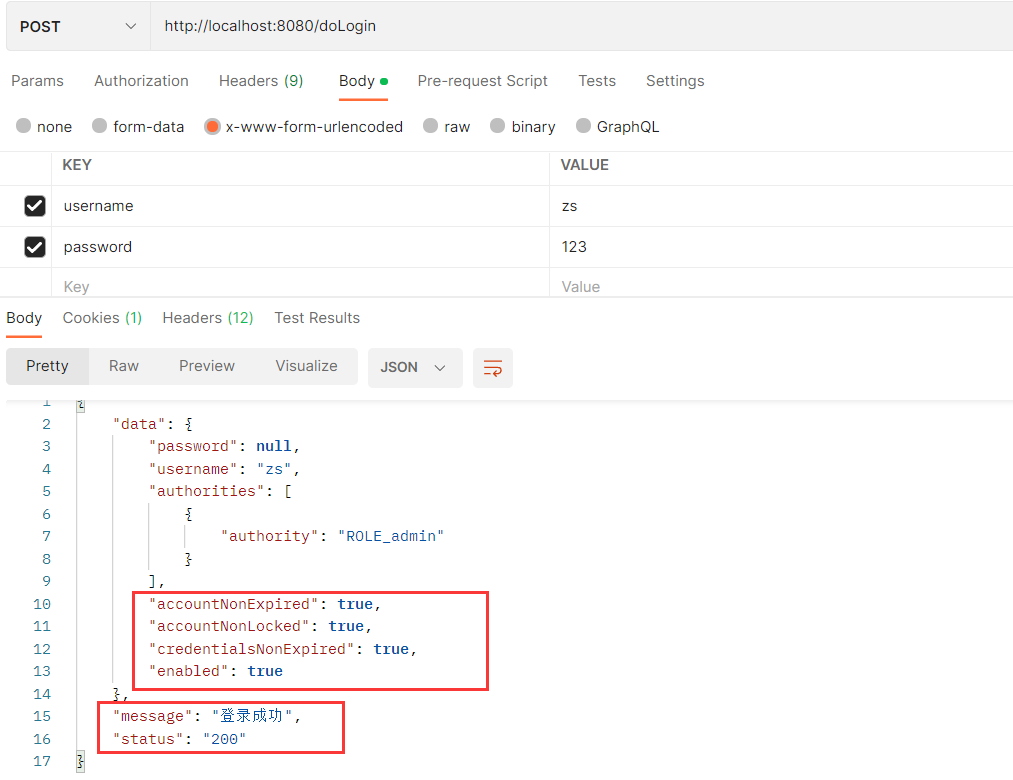 POST http://localhost:8080/doLogin
Params Authorization Headers (9) Body Pre-request Script Tests Settings
none form-data x-www-form-urlencoded raw binary GraphQL
KEY VALUE
username zs
password 123
Key Value
Body Cookies (1) Headers (12) Test Results
Pretty Raw Preview Visualize JSON
1 {
2 "data": {
3 "password": null,
4 "username": "zs",
5 "authorities": [
6 {
7 "authority": "ROLE_admin"
8 }
9 ],
10 "accountNonExpired": true,
11 "accountNonLocked": true,
12 "credentialsNonExpired": true,
13 "enabled": true
14 },
15 "message": "登录成功",
16 "status": "200"
17 }